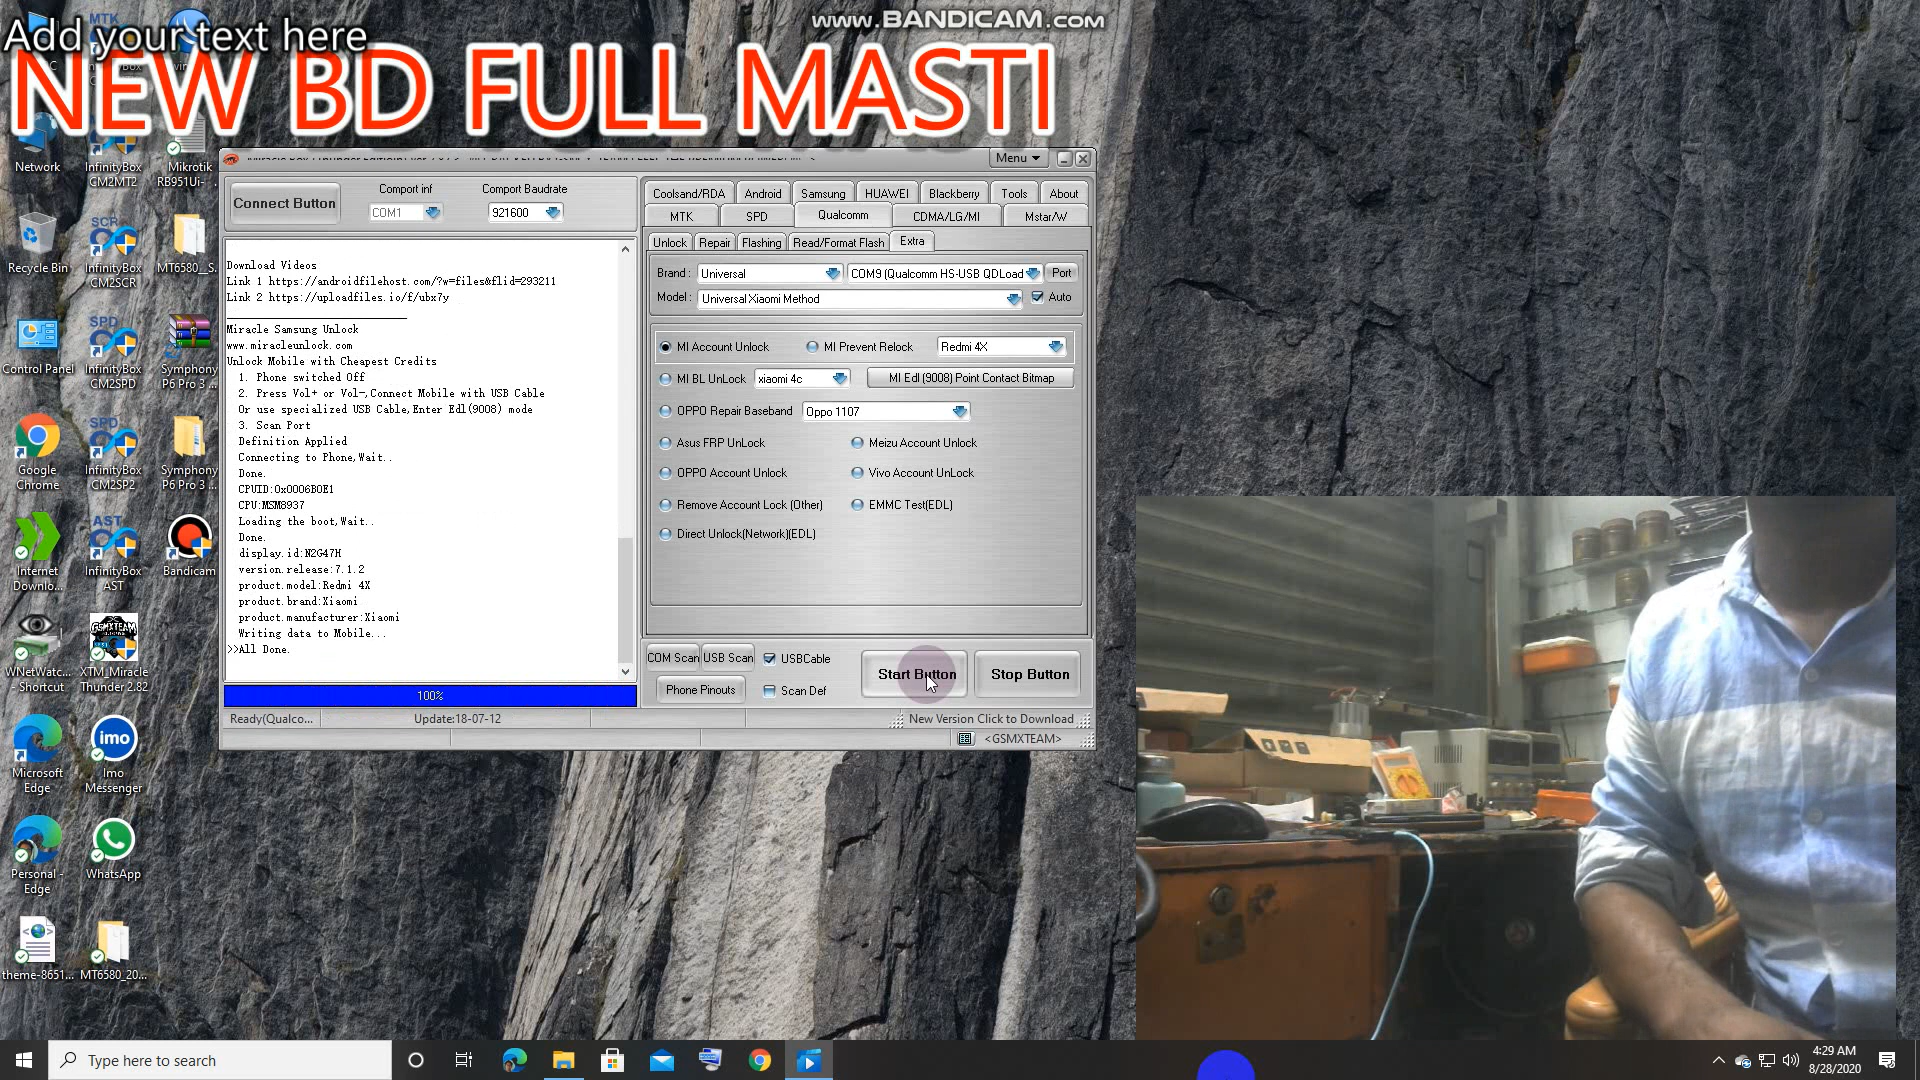 www.BANDICAM.com
Add your text here
NEW BD FULL MASTI
Network
InfinityBox CM2MT2
Mikrotik RB951Ui-...
Recycle Bin
InfinityBox CM2SCR
MT6580__S...
Control Panel
InfinityBox CM2SPD
Symphony P6 Pro 3 ...
Google Chrome
InfinityBox CM2SP2
Symphony P6 Pro 3 ...
Internet Downlo...
InfinityBox AST
Bandicam
WNetWatc... - Shortcut
XTM_Miracle Thunder 2.82
Microsoft Edge
Imo Messenger
Personal - Edge
WhatsApp
theme-8651...
MT6580_20...
Menu
Connect Button
Comport inf
Comport Baudrate
COM1
921600
Download Videos
Link 1 https://androidfilehost.com/?w=files&flid=293211
Link 2 https://uploadfiles.io/f/ubx7y
Miracle Samsung Unlock
www.miracleunlock.com
Unlock Mobile with Cheapest Credits
1. Phone switched Off
2. Press Vol+ or Vol-,Connect Mobile with USB Cable
Or use specialized USB Cable,Enter Edl(9008) mode
3. Scan Port
Definition Applied
Connecting to Phone,Wait..
Done.
CPUID:0x0006B0E1
CPU:MSM8937
Loading the boot,Wait..
Done.
display.id:N2G47H
version.release:7.1.2
product.model:Redmi 4X
product.brand:Xiaomi
product.manufacturer:Xiaomi
Writing data to Mobile...
>>All Done.
100%
Ready(Qualco...
Update:18-07-12
New Version Click to Download
<GSMXTEAM>
Coolsand/RDA Android Samsung HUAWEI Blackberry Tools About
MTK SPD Qualcomm CDMA/LG/MI Mstar/W
Unlock Repair Flashing Read/Format Flash Extra
Brand : Universal COM9 (Qualcomm HS-USB QDLoad Port
Model : Universal Xiaomi Method Auto
MI Account Unlock MI Prevent Relock Redmi 4X
MI BL UnLock xiaomi 4c MI Edl (9008) Point Contact Bitmap
OPPO Repair Baseband Oppo 1107
Asus FRP UnLock Meizu Account Unlock
OPPO Account Unlock Vivo Account UnLock
Remove Account Lock (Other) EMMC Test(EDL)
Direct Unlock(Network)(EDL)
COM Scan USB Scan USBCable
Phone Pinouts Scan Def
Start Button Stop Button
Type here to search
4:29 AM
8/28/2020